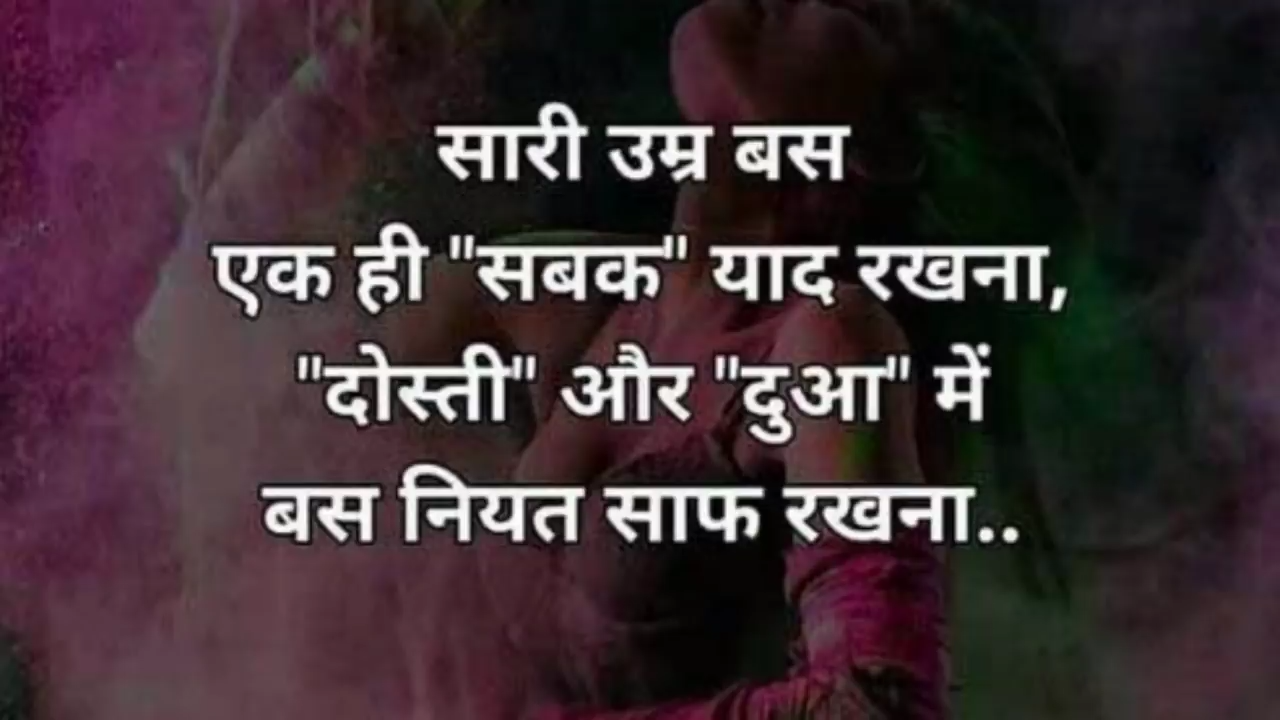 सारी उम्र बस
एक ही "सबक" याद रखना,
"दोस्ती" और "दुआ" में
बस नियत साफ रखना..